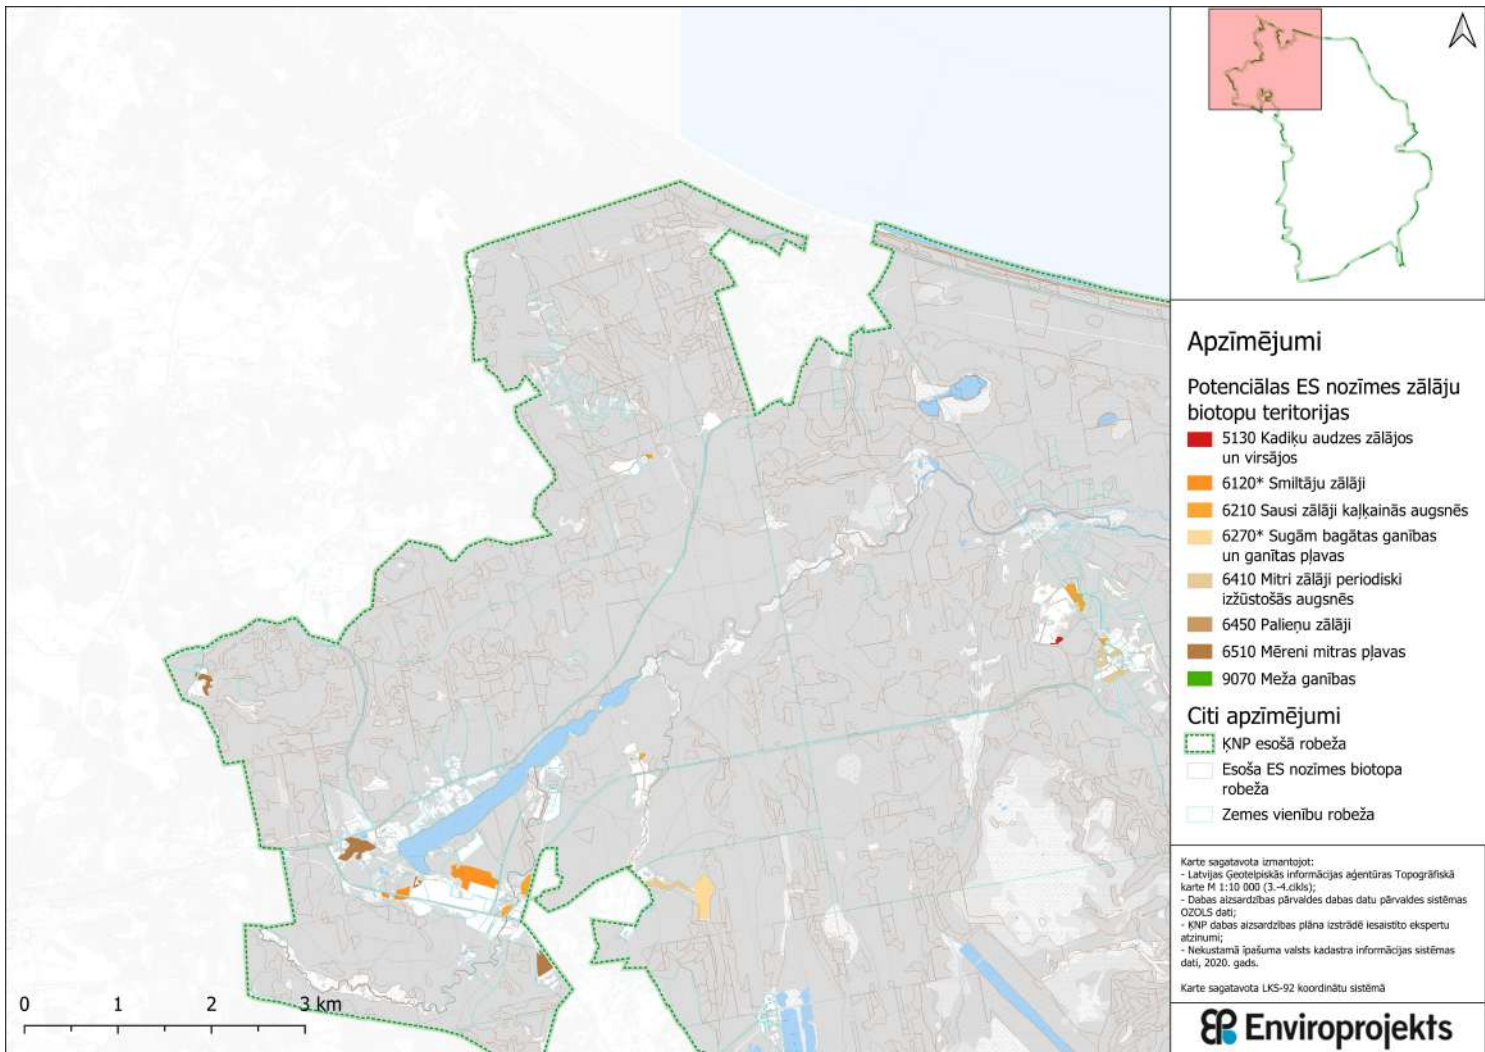 Apzīmējumi
Potenciālas ES nozīmes zālāju
biotopu teritorijas
5130 Kadiķu audzes zālājos
un virsājos
6120* Smiltāju zālāji
6210 Sausi zālāji kaļķainās augsnēs
6270* Sugām bagātas ganības
un ganītas pļavas
6410 Mitri zālāji periodiski
izžūstošās augsnēs
6450 Palieņu zālāji
6510 Mēreni mitras pļavas
9070 Meža ganības
Citi apzīmējumi
ĶNP esošā robeža
Esoša ES nozīmes biotopa
robeža
Zemes vienību robeža
Karte sagatavota izmantojot:
- Latvijas Ģeotelpiskās informācijas aģentūras Topogrāfiskā
karte M 1:10 000 (3.-4.cikls);
- Dabas aizsardzības pārvaldes dabas datu pārvaldes sistēmas
OZOLS dati;
- ĶNP dabas aizsardzības plāna izstrādē iesaistīto ekspertu
atzinumi;
- Nekustamā īpašuma valsts kadastra informācijas sistēmas
dati, 2020. gads.
Karte sagatavota LKS-92 koordinātu sistēmā
0 1 2 3 km
Enviroprojekts